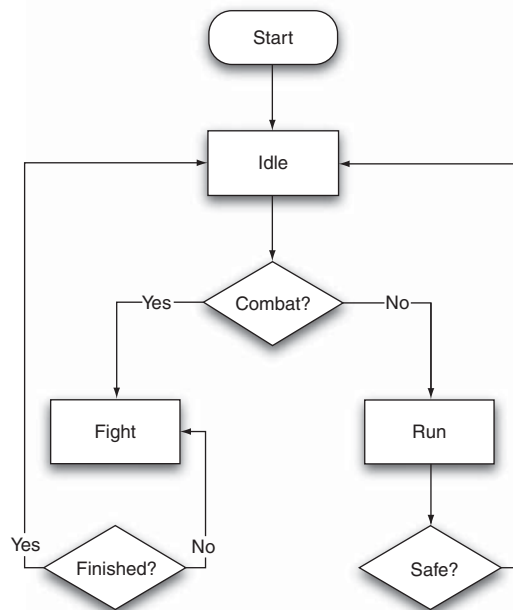 Start
Idle
Combat?
Yes
No
Fight
Run
Yes
Finished?
No
Safe?